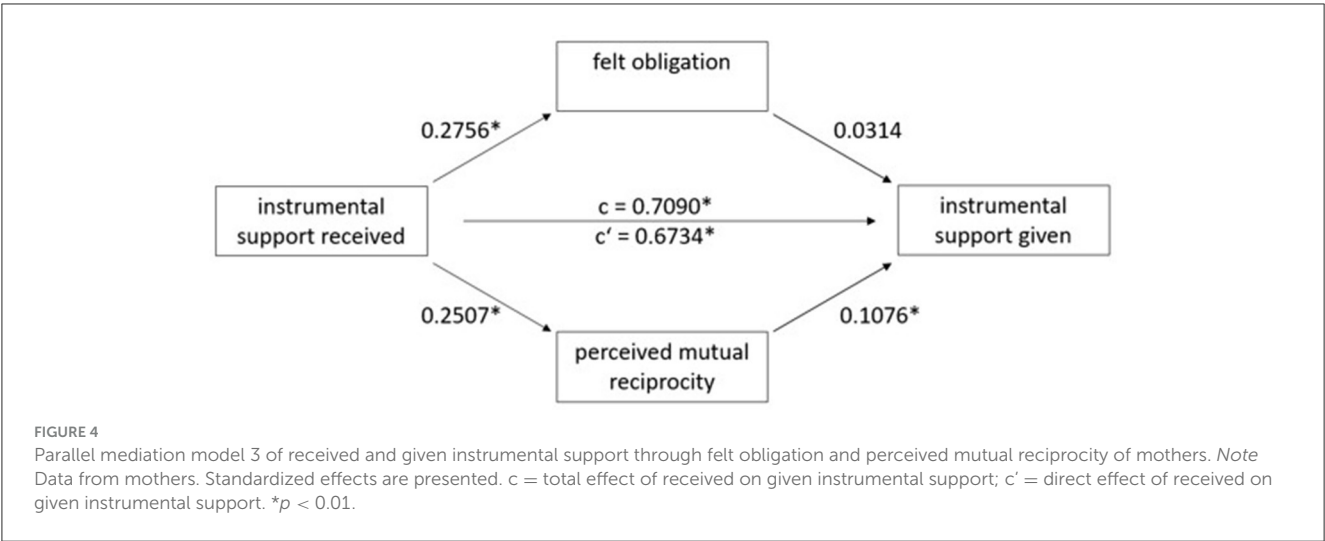 felt obligation
0.2756*
0.0314
instrumental
support received
c = 0.7090*
c‘ = 0.6734*
instrumental
support given
0.2507*
0.1076*
perceived mutual
reciprocity
FIGURE 4
Parallel mediation model 3 of received and given instrumental support through felt obligation and perceived mutual reciprocity of mothers. Note
Data from mothers. Standardized effects are presented. c = total effect of received on given instrumental support; c′ = direct effect of received on
given instrumental support. *p < 0.01.